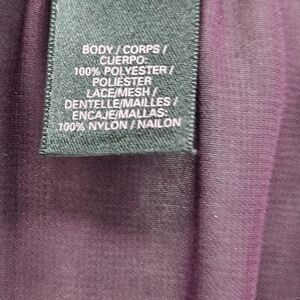 BODY / CORPS /
CUERPO:
100% POLYESTER /
POLIESTER
LACE/MESH /
DENTELLE/MAILLES /
ENCAJE/MALLAS:
100% NYLON / NAILON